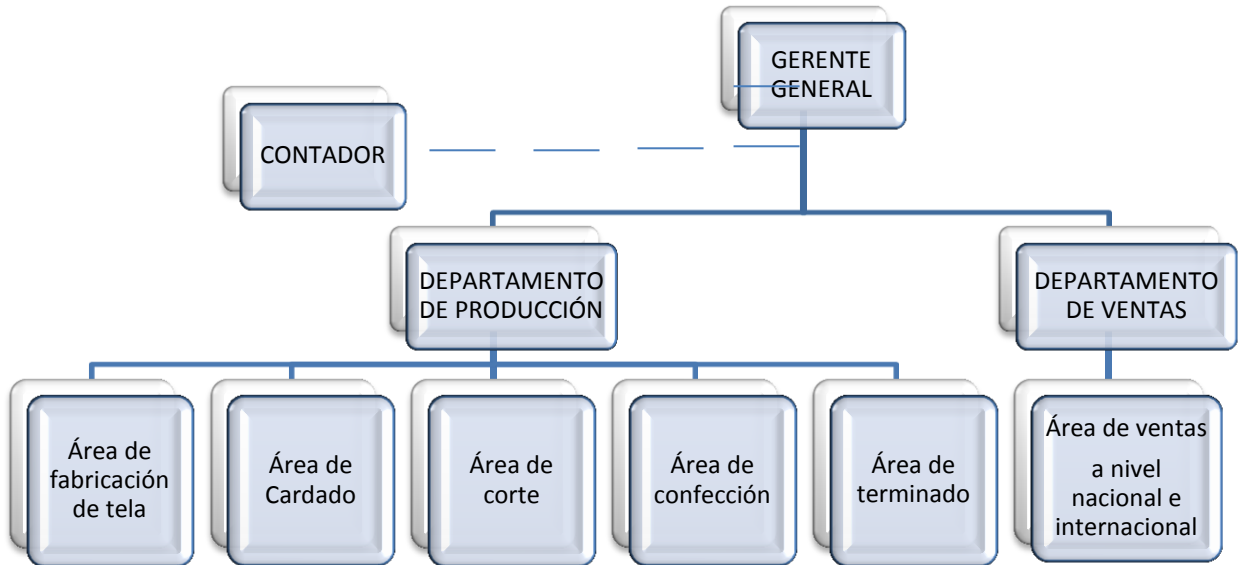 GERENTE
GENERAL
CONTADOR
DEPARTAMENTO
DE PRODUCCIÓN
DEPARTAMENTO
DE VENTAS
Área de
fabricación
de tela
Área de
Cardado
Área de
corte
Área de
confección
Área de
terminado
Área de ventas
a nivel
nacional e
internacional